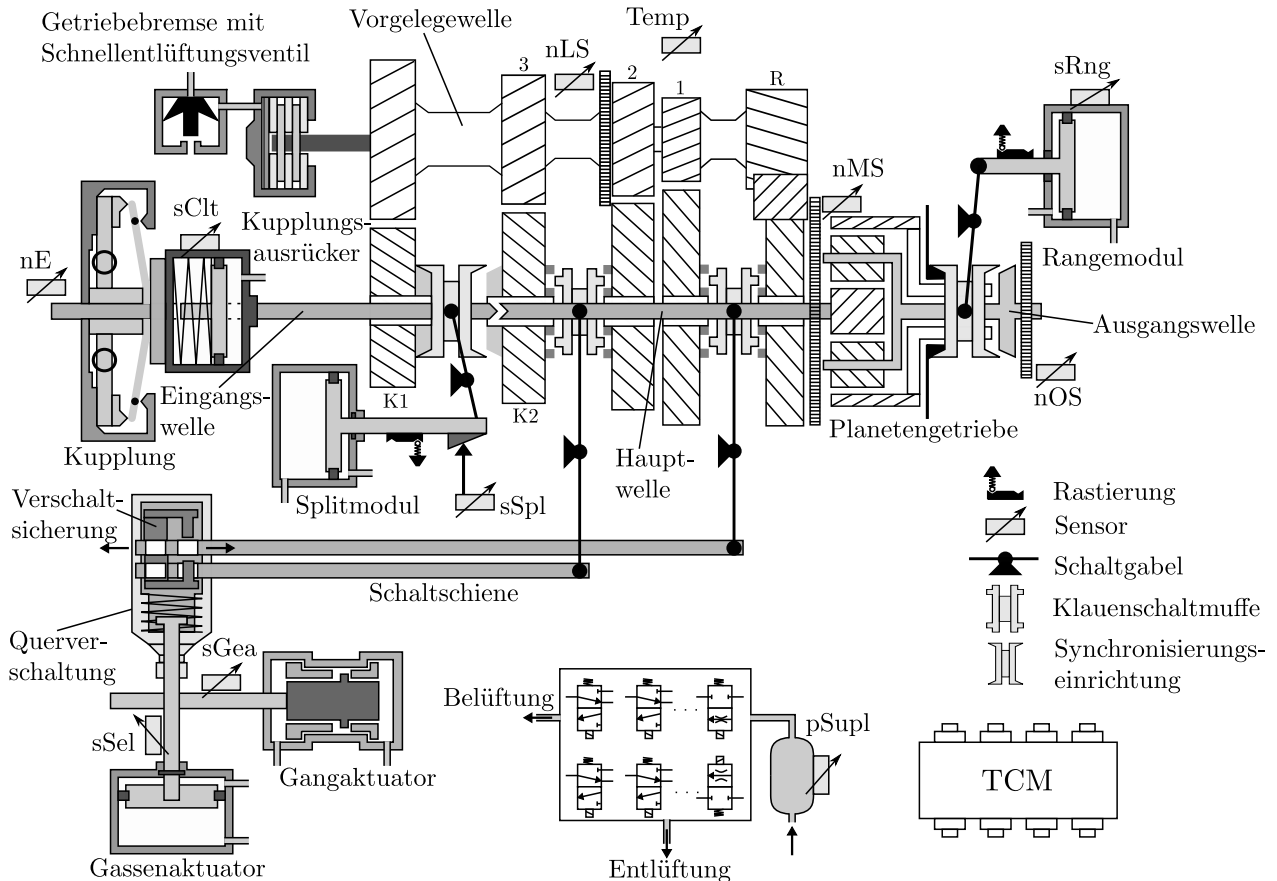 Getriebebremse mit
Schnellentlüftungsventil
Vorgelegewelle
Temp
nLS
3
2
1
R
sRng
nMS
sClt
Kupplungs-
ausrücker
nE
Rangemodul
Ausgangswelle
Eingangs-
welle
K1
K2
nOS
Planetengetriebe
Kupplung
Haupt-
welle
Splitmodul
sSpl
Verschalt-
sicherung
Rastierung
Sensor
Schaltgabel
Klauenschaltmuffe
Synchronisierungs-
einrichtung
Schaltschiene
Querver-
schaltung
sGea
sSel
Gangaktuator
Belüftung
pSupl
TCM
Gassenaktuator
Entlüftung